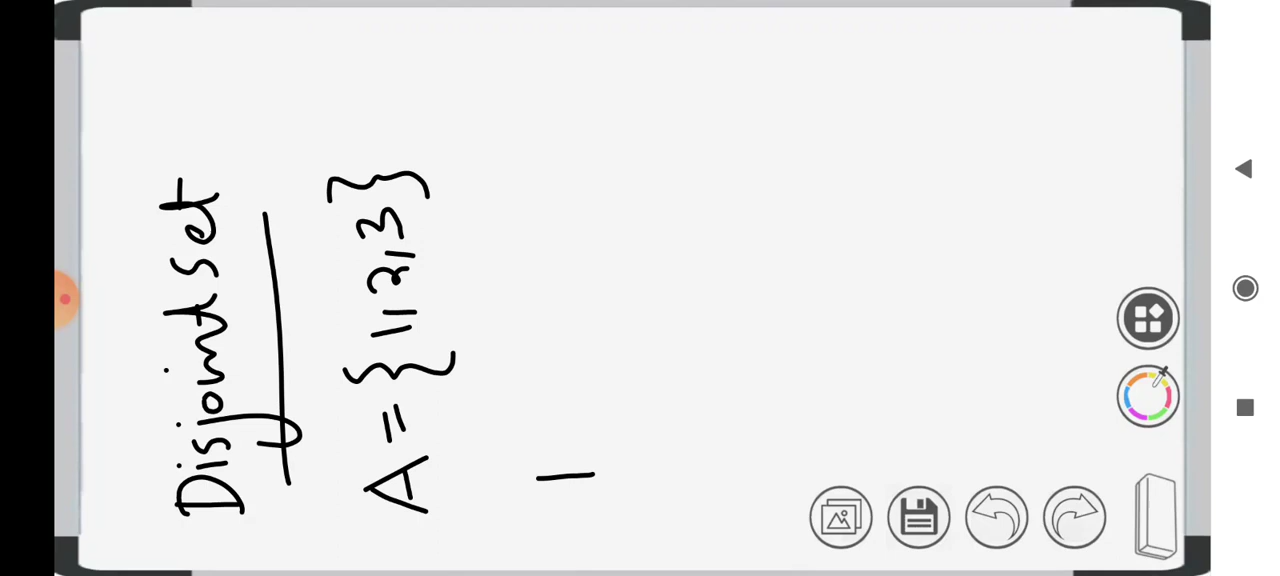 Disjoint set
A = {1,2,3}